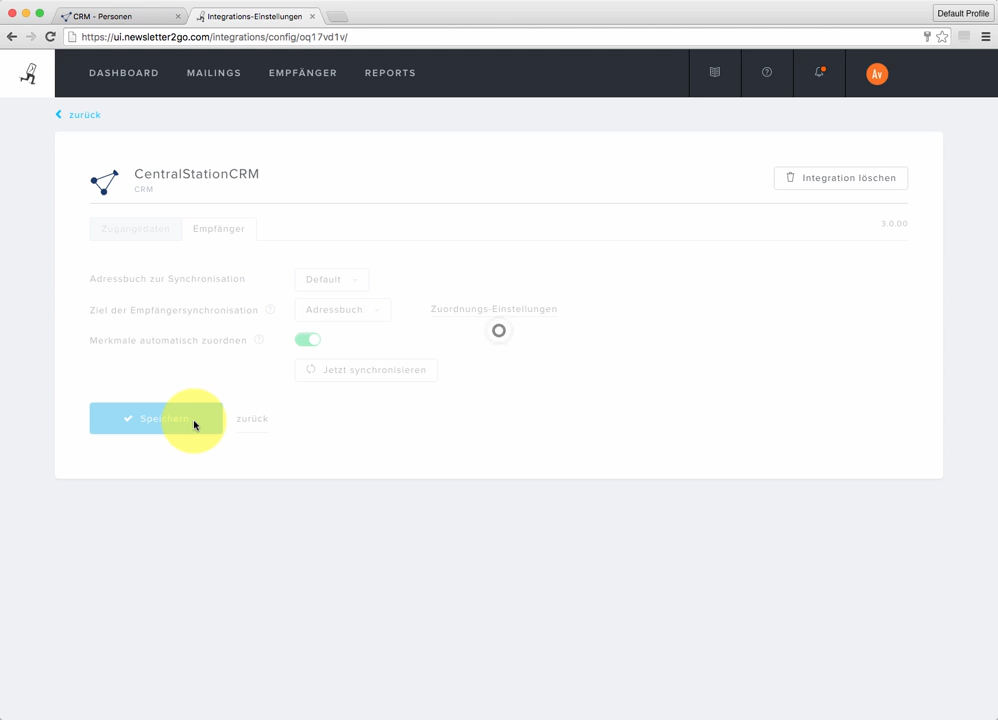 CRM - Personen
Integrations-Einstellungen
Default Profile
https://ui.newsletter2go.com/integrations/config/oq17vd1v/
DASHBOARD
MAILINGS
EMPFÄNGER
REPORTS
Av
zurück
CentralStationCRM
CRM
Integration löschen
Zugangsdaten
Empfänger
3.0.00
Adressbuch zur Synchronisation
Default
Ziel der Empfängersynchronisation
Adressbuch
Zuordnungs-Einstellungen
Merkmale automatisch zuordnen
Jetzt synchronisieren
Speichern
zurück